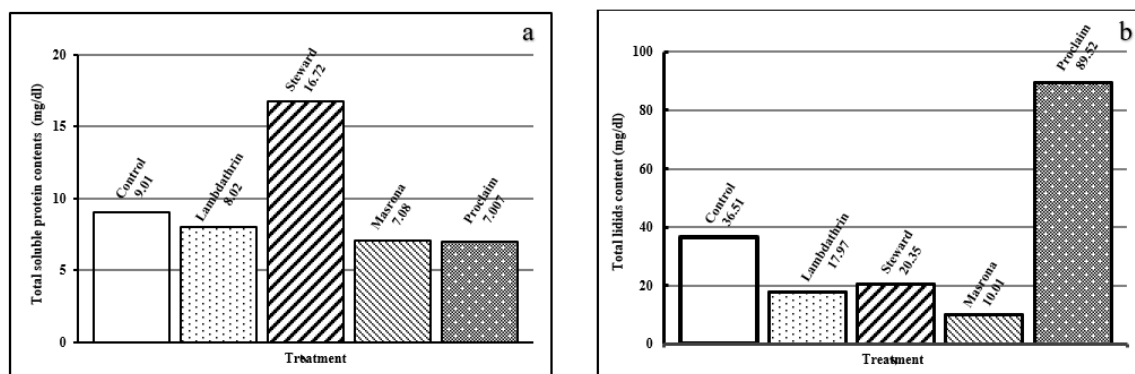 a
Total soluble protein contents (mg/dl)
20
15
10
5
0
Control
9.01
Lambdathrin
8.02
Steward
16.72
Masrona
7.08
Proclaim
7.007
Treatment
b
Total lidids content (mg/dl)
100
80
60
40
20
0
Control
36.51
Lambdathrin
17.97
Steward
20.35
Masrona
10.01
Proclaim
89.52
Treatment